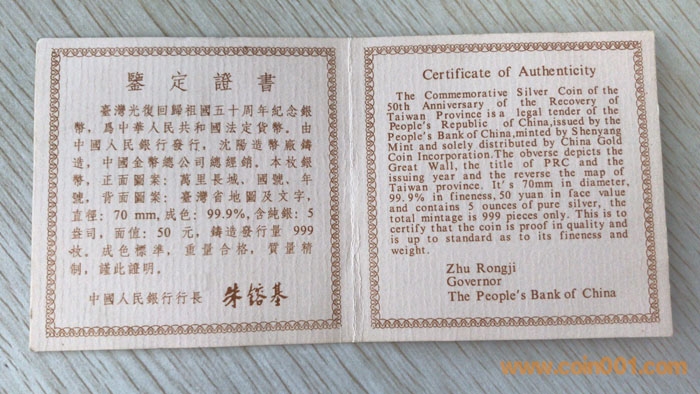 鑒定證書
臺灣光復回歸祖國五十周年紀念銀
幣，爲中華人民共和國法定貨幣。由
中國人民銀行發行，沈陽造幣廠鑄
造，中國金幣總公司總經銷。本枚銀
幣，正面圖案：萬里長城、國號、年
號，背面圖案：臺灣省地圖及文字，
直徑：70 mm，成色：99.9%，含純銀：5
盎司，面值：50 元，鑄造發行量 999
枚。成色標準，重量合格，質量精
制，謹此證明。
中國人民銀行行長 朱鎔基
Certificate of Authenticity
The Commemorative Silver Coin of the
50th Anniversary of the Recovery of
Taiwan Province is a legal tender of the
People's Republic of China,issued by the
People's Bank of China,minted by Shenyang
Mint and solely distributed by China Gold
Coin Incorporation.The obverse depicts the
Great Wall, the title of PRC and the
issuing year and the reverse the map of
Taiwan province. It's 70mm in diameter,
99.9% in fineness,50 yuan in face value
and contains 5 ounces of pure silver, the
total mintage is 999 pieces only. This is to
certify that the coin is proof in quality and
is up to standard as to its fineness and
weight.
Zhu Rongji
Governor
The People's Bank of China
www.coin001.com